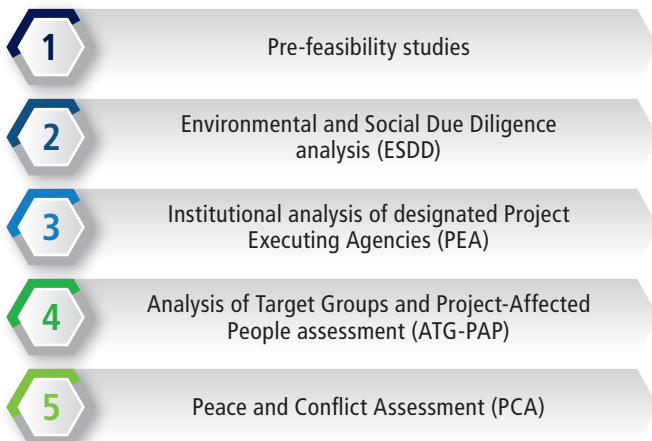 1
Pre-feasibility studies
2
Environmental and Social Due Diligence
analysis (ESDD)
3
Institutional analysis of designated Project
Executing Agencies (PEA)
4
Analysis of Target Groups and Project-Affected
People assessment (ATG-PAP)
5
Peace and Conflict Assessment (PCA)